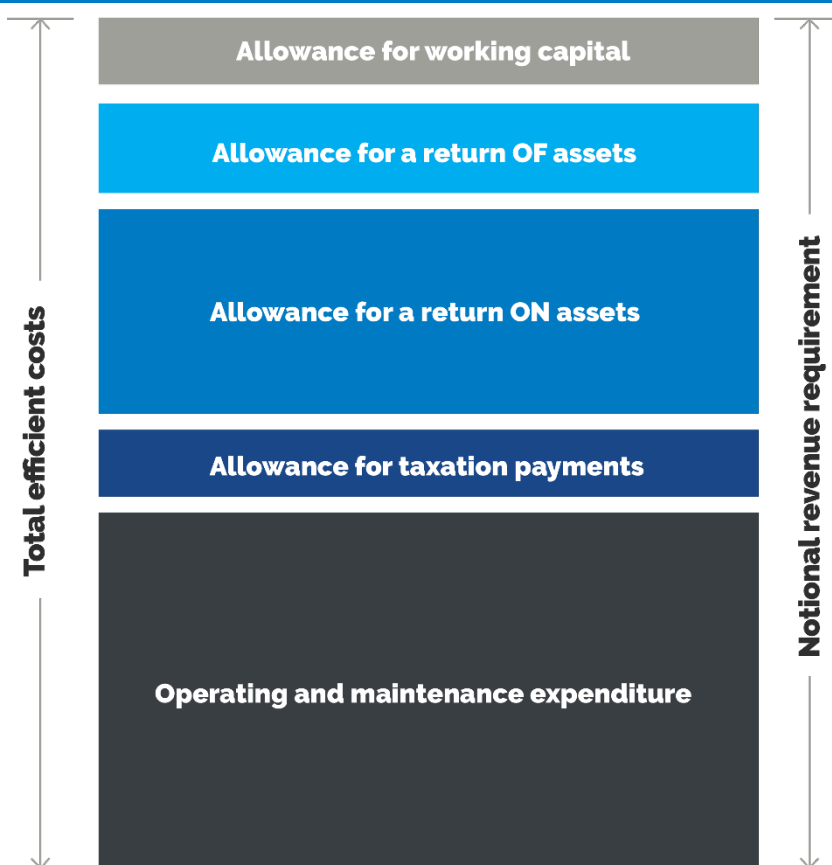 Allowance for working capital
Allowance for a return OF assets
Allowance for a return ON assets
Allowance for taxation payments
Operating and maintenance expenditure
Total efficient costs
Notional revenue requirement